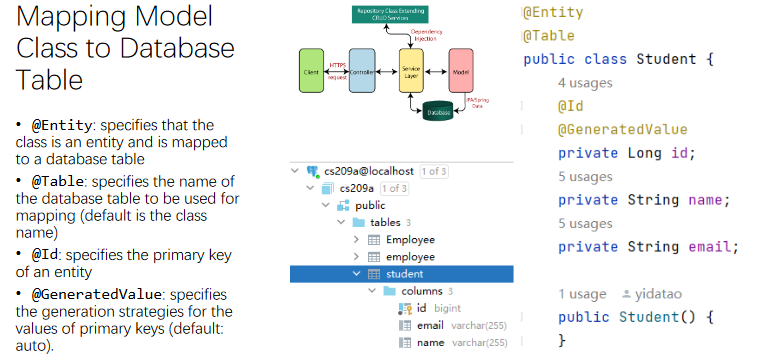 Mapping Model
Class to Database
Table
• @Entity: specifies that the
class is an entity and is mapped
to a database table
• @Table: specifies the name of
the database table to be used for
mapping (default is the class
name)
• @Id: specifies the primary key
of an entity
• @GeneratedValue: specifies
the generation strategies for the
values of primary keys (default:
auto).
Repository Class Extending
CRUD Services
Dependency
Injection
Client
HTTPS
request
Controller
Service
Layer
Model
JPA/Spring
Data
Database
cs209a@localhost 1 of 3
cs209a 1 of 3
public
tables 3
Employee
employee
student
columns 3
id bigint
email varchar(255)
name varchar(255)
@Entity
@Table
public class Student {
4 usages
@Id
@GeneratedValue
private Long id;
5 usages
private String name;
5 usages
private String email;
1 usage yidatao
public Student() {
}